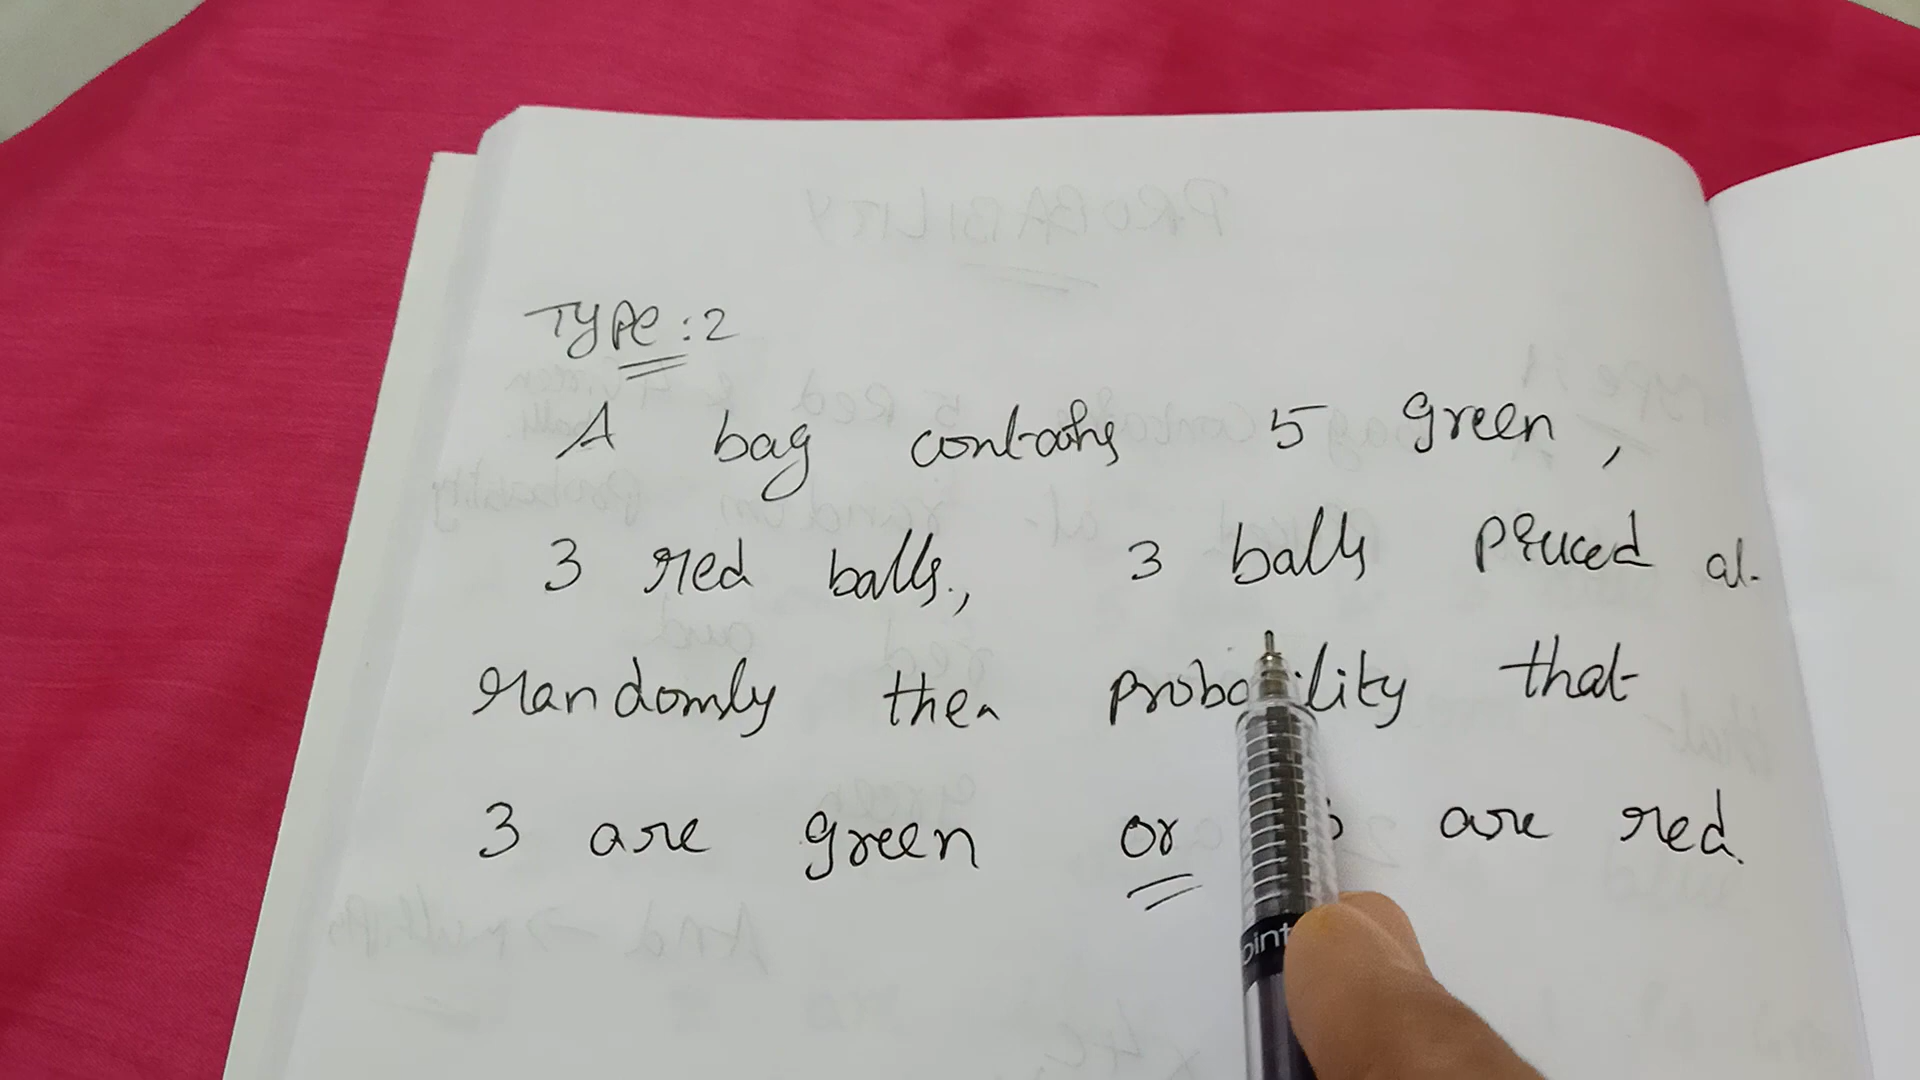 Type : 2
A bag contains 5 green,
3 red balls, 3 balls picked at
randomly then probability that
3 are green or are red.
oint